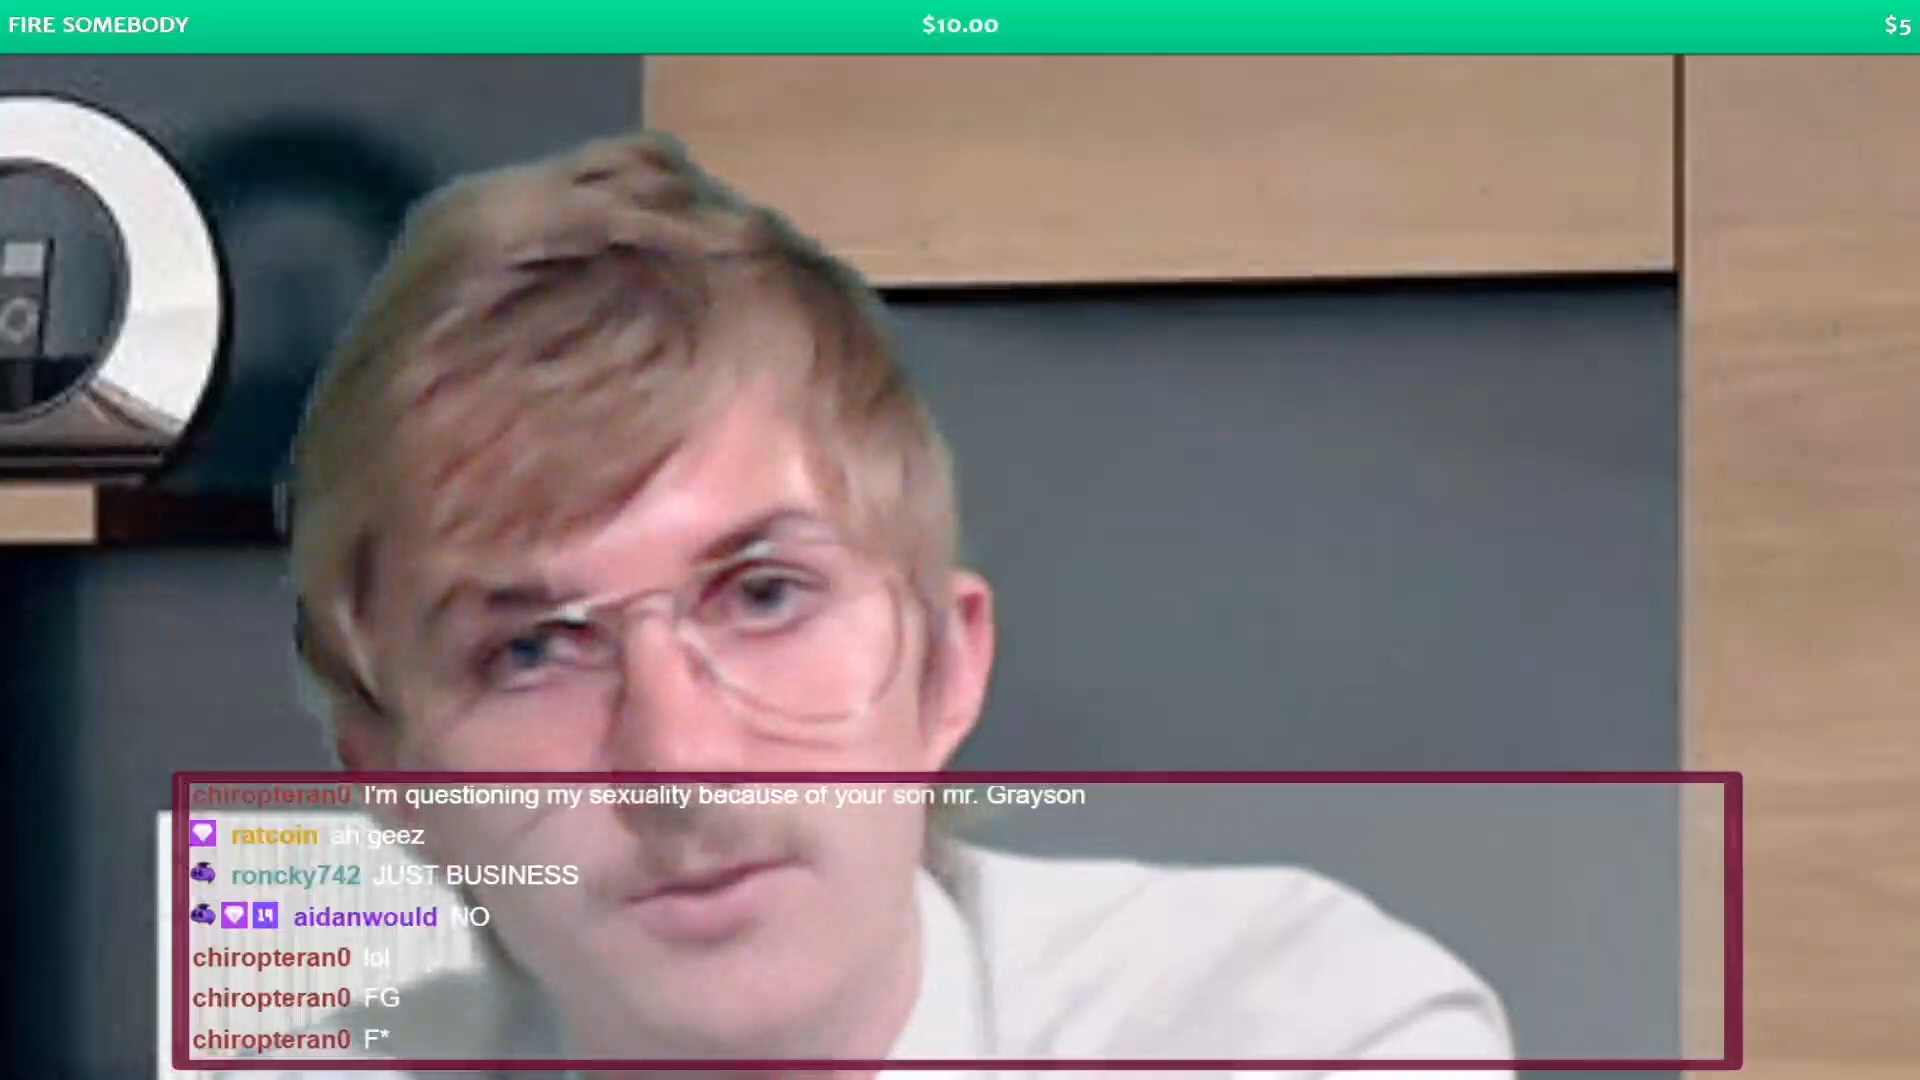 FIRE SOMEBODY $10.00 $5
chiropteran0 I'm questioning my sexuality because of your son mr. Grayson
ratcoin ah geez
roncky742 JUST BUSINESS
14 aidanwould NO
chiropteran0 lol
chiropteran0 FG
chiropteran0 F*